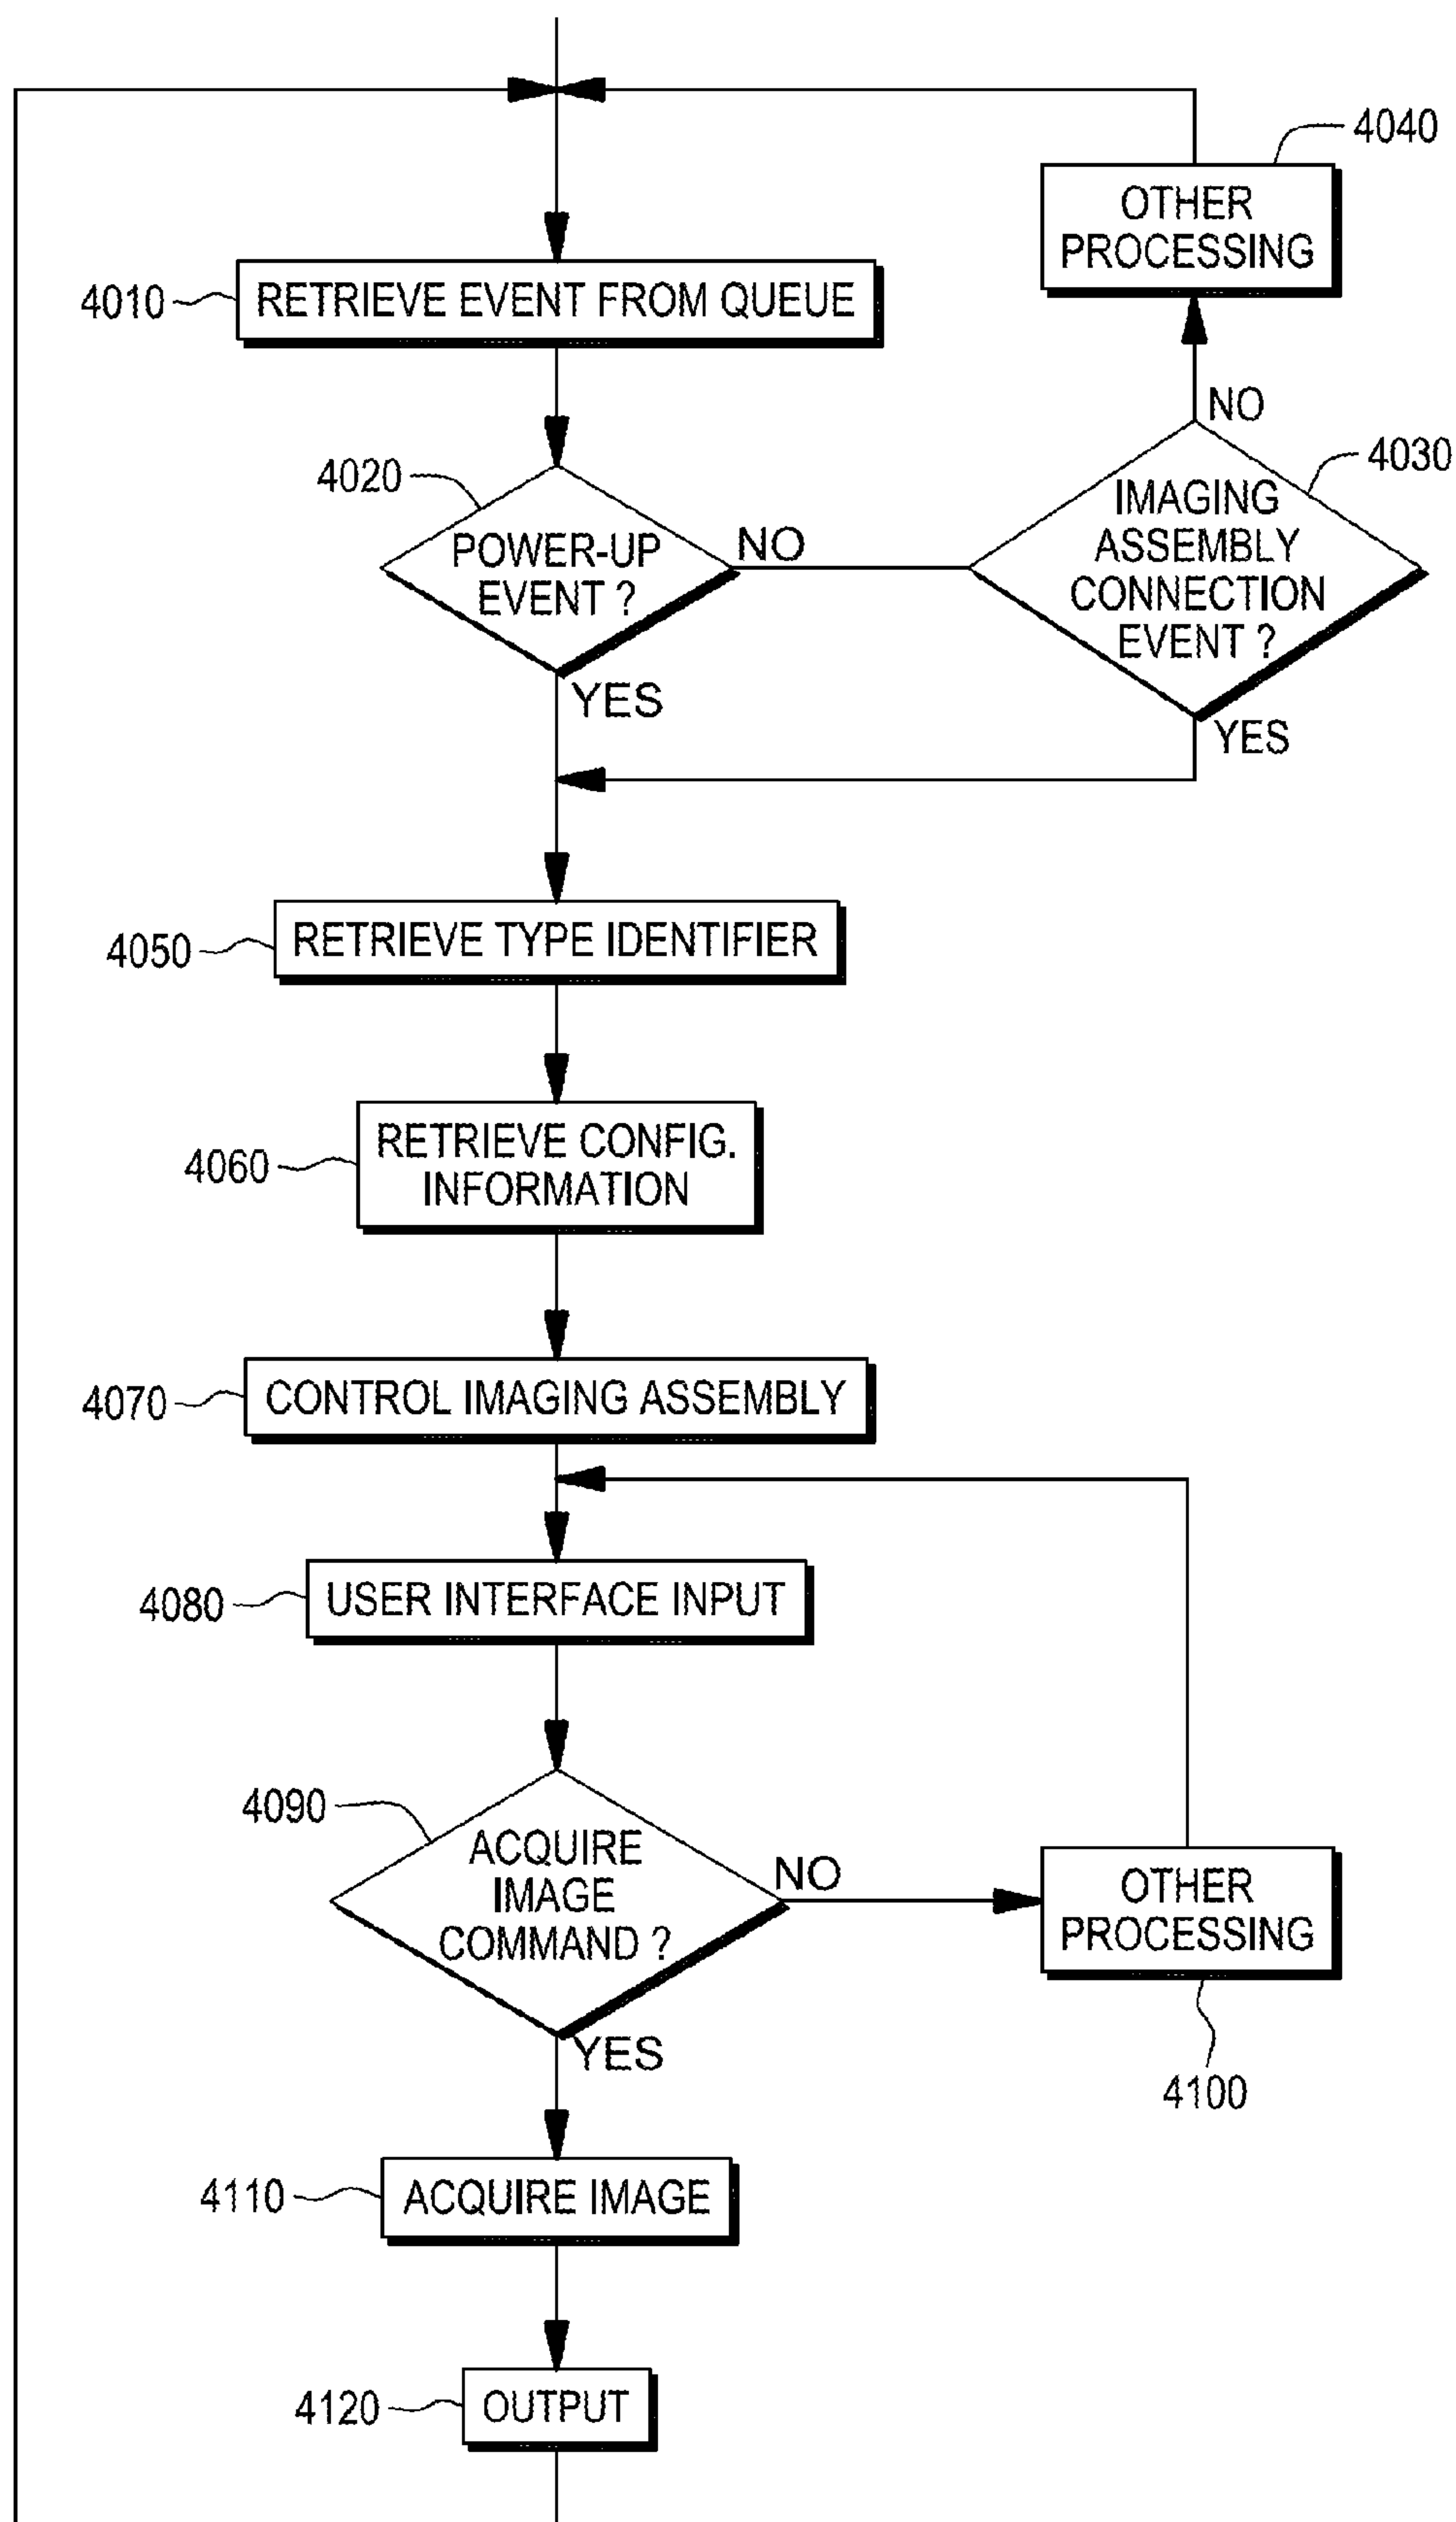 4040
OTHER
PROCESSING
4010
RETRIEVE EVENT FROM QUEUE
NO
4020
4030
POWER-UP
EVENT ?
NO
IMAGING
ASSEMBLY
CONNECTION
EVENT ?
YES
YES
4050
RETRIEVE TYPE IDENTIFIER
4060
RETRIEVE CONFIG.
INFORMATION
4070
CONTROL IMAGING ASSEMBLY
4080
USER INTERFACE INPUT
4090
ACQUIRE
IMAGE
COMMAND ?
NO
OTHER
PROCESSING
YES
4100
4110
ACQUIRE IMAGE
4120
OUTPUT